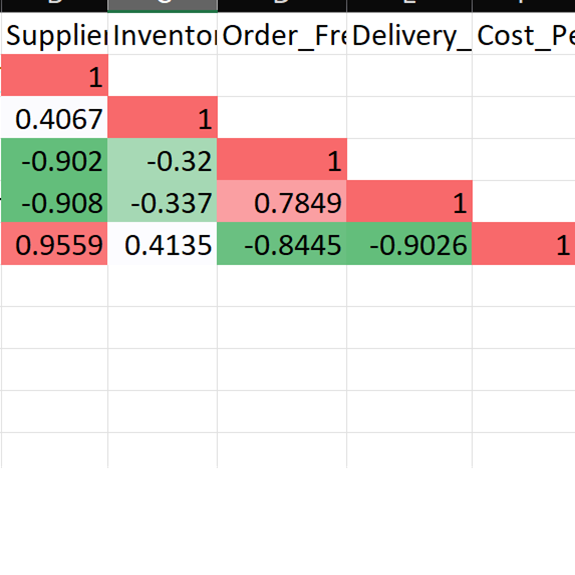 Supplier Inventor Order_Fre Delivery_ Cost_Pe
1
0.4067 1
-0.902 -0.32 1
-0.908 -0.337 0.7849 1
0.9559 0.4135 -0.8445 -0.9026 1